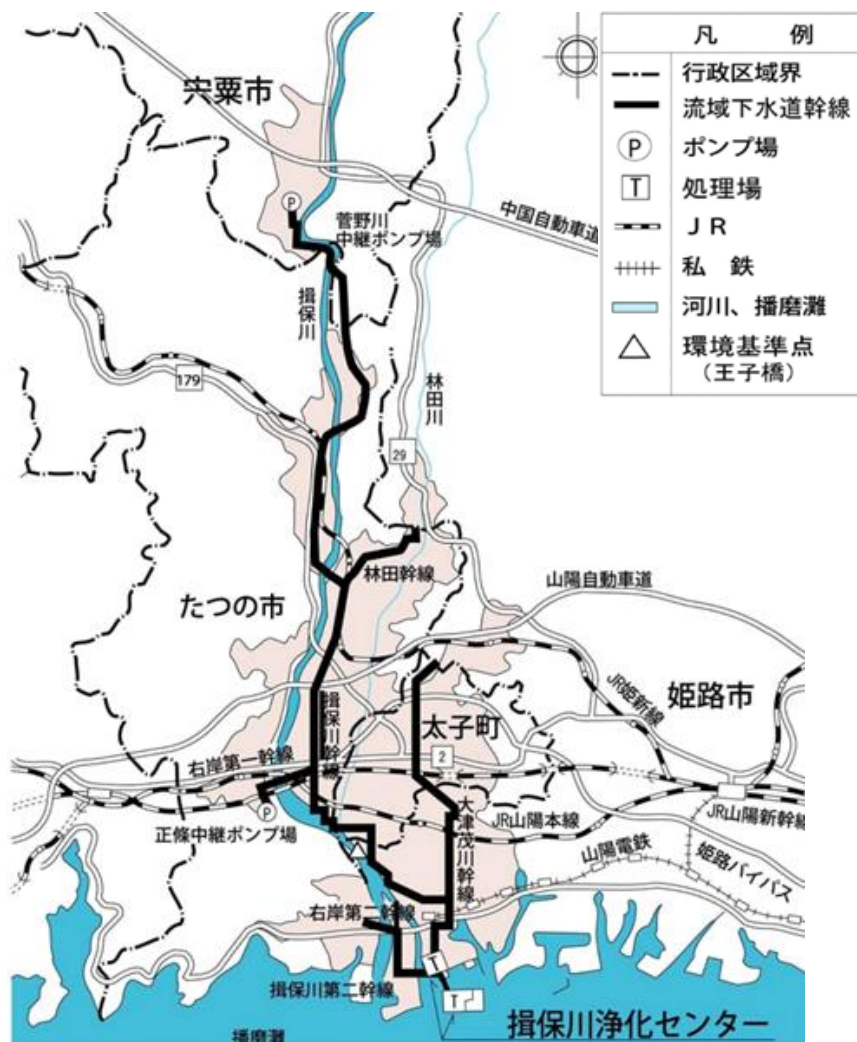 凡 例
行政区域界
流域下水道幹線
P
ポンプ場
T
処理場
JR
私 鉄
河川、播磨灘
環境基準点
(王子橋)
宍粟市
中国自動車道
P
菅野川
中継ポンプ場
揖保川
179
林田川
29
林田幹線
山陽自動車道
たつの市
JR姫新線
姫路市
揖保川幹線
太子町
2
右岸第一幹線
P
正條中継ポンプ場
大津茂川幹線
JR山陽本線
JR山陽新幹線
山陽電鉄
姫路バイパス
右岸第二幹線
T
揖保川第二幹線
T
揖保川浄化センター
播磨灘